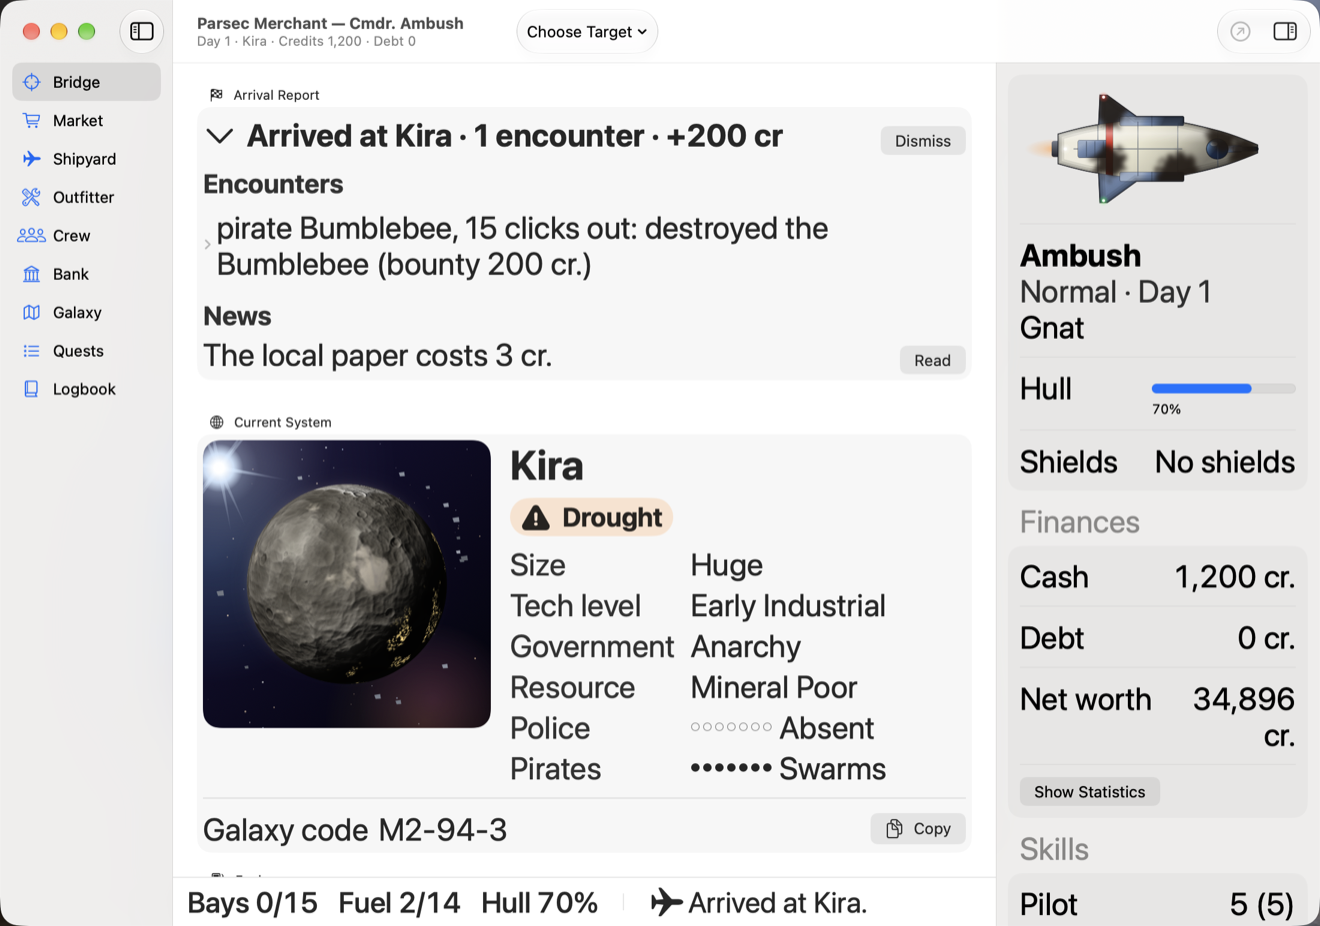 Parsec Merchant — Cmdr. Ambush
Day 1 · Kira · Credits 1,200 · Debt 0
Choose Target
Bridge
Market
Shipyard
Outfitter
Crew
Bank
Galaxy
Quests
Logbook
Arrival Report
Arrived at Kira · 1 encounter · +200 cr
Dismiss
Encounters
pirate Bumblebee, 15 clicks out: destroyed the
Bumblebee (bounty 200 cr.)
News
The local paper costs 3 cr.
Read
Current System
Kira
Drought
Size Huge
Tech level Early Industrial
Government Anarchy
Resource Mineral Poor
Police Absent
Pirates Swarms
Galaxy code M2-94-3
Copy
Bays 0/15 Fuel 2/14 Hull 70% Arrived at Kira.
Ambush
Normal · Day 1
Gnat
Hull
70%
Shields No shields
Finances
Cash 1,200 cr.
Debt 0 cr.
Net worth 34,896
cr.
Show Statistics
Skills
Pilot 5 (5)